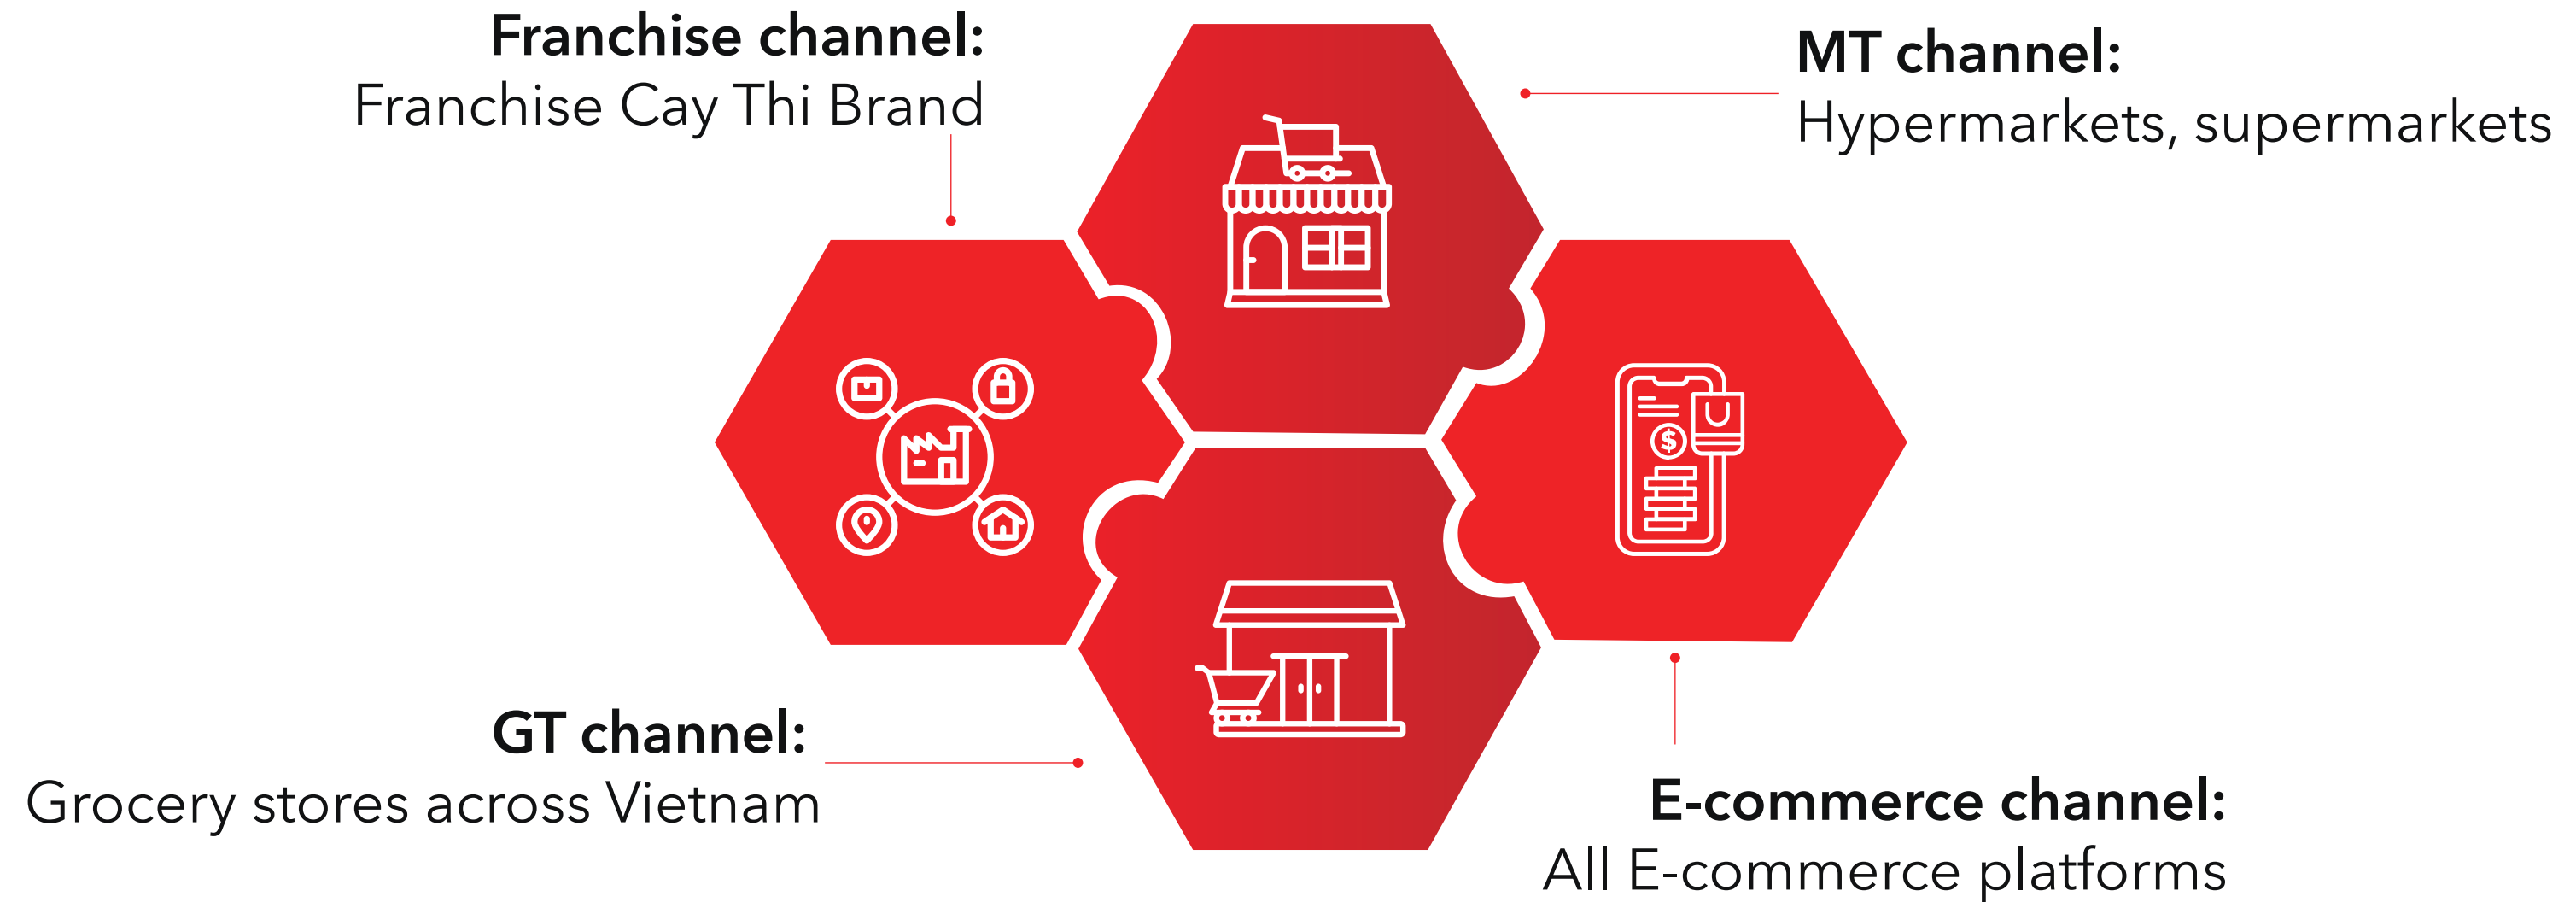 Franchise channel:
Franchise Cay Thi Brand
MT channel:
Hypermarkets, supermarkets
$
GT channel:
Grocery stores across Vietnam
E-commerce channel:
All E-commerce platforms